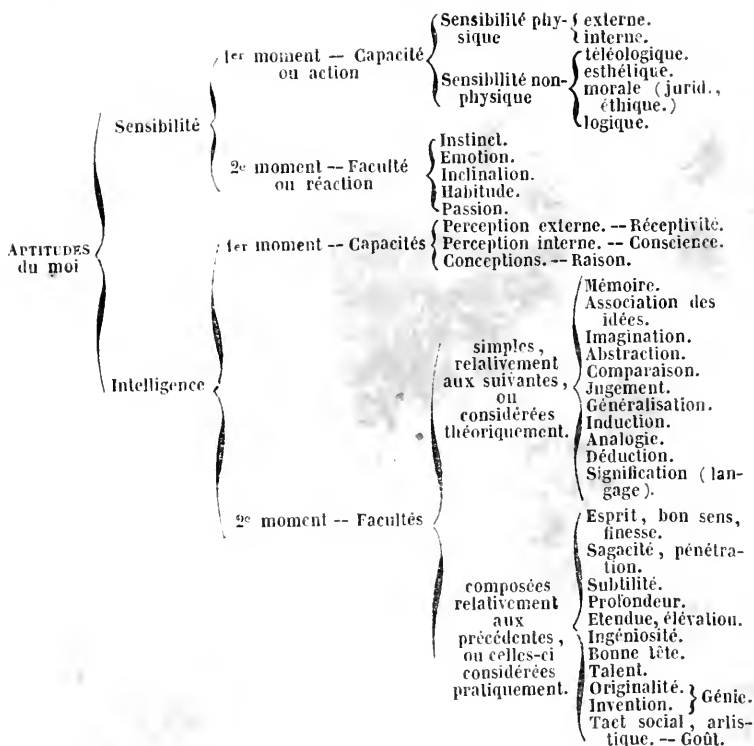 Sensibilité phy-
sique
externe.
interne.
1er moment — Capacité
ou action
Sensibilité non-
physique
téléologique.
esthétique.
morale (jurid.,
éthique.)
logique.
Sensibilité
2e moment -- Faculté
ou réaction
Instinct.
Emotion.
Inclination.
Habitude.
Passion.
APTITUDES
du moi
1er moment -- Capacités
Perception externe. -- Réceptivité.
Perception interne. -- Conscience.
Conceptions. -- Raison.
Intelligence
simples,
relativement
aux suivantes,
ou
considérées
théoriquement.
Mémoire.
Association des
idées.
Imagination.
Abstraction.
Comparaison.
Jugement.
Généralisation.
Induction.
Analogie.
Déduction.
Signification (lan-
gage).
2e moment -- Facultés
composées
relativement
aux
précédentes,
ou celles-ci
considérées
pratiquement.
Esprit, bon sens,
finesse.
Sagacité, pénétra-
tion.
Subtilité.
Profondeur.
Etendue, élévation.
Ingéniosité.
Bonne tête.
Talent.
Originalité.
Invention.
Génie.
Tact social, artis-
tique. -- Goût.